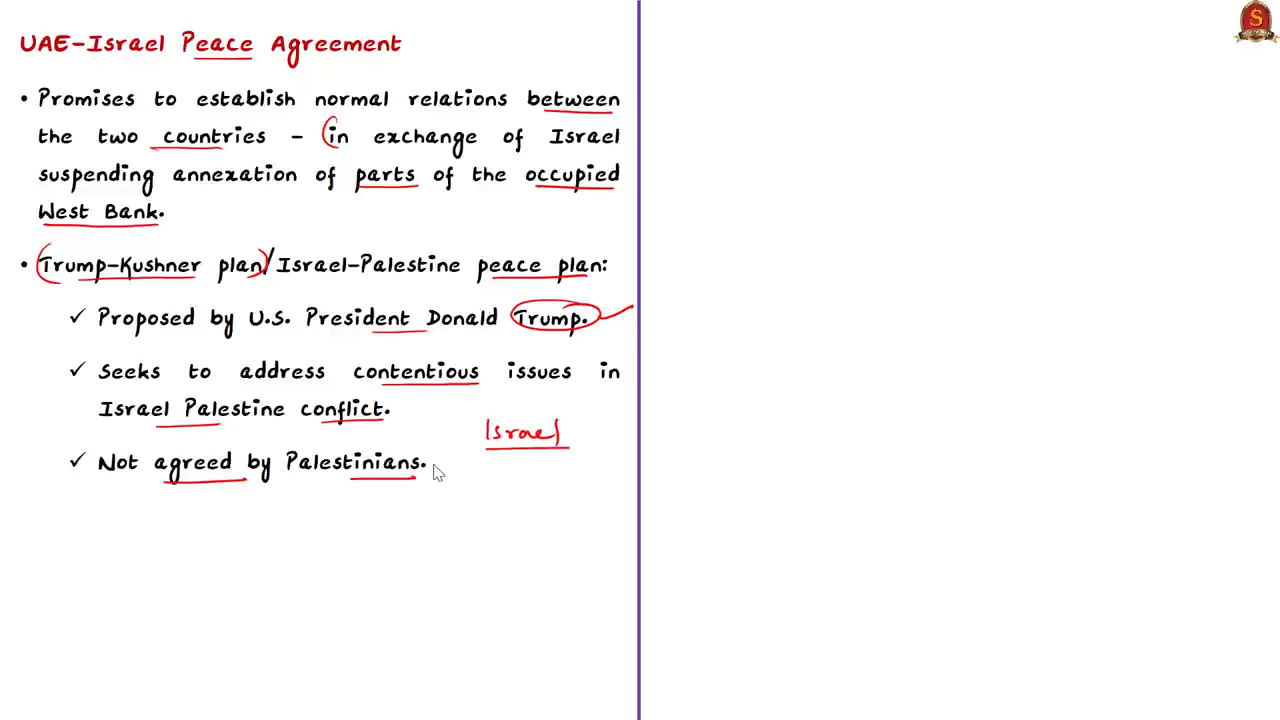 UAE-Israel Peace Agreement
• Promises to establish normal relations between
the two countries - in exchange of Israel
suspending annexation of parts of the occupied
West Bank.
• Trump-Kushner plan/Israel-Palestine peace plan:
✓ Proposed by U.S. President Donald Trump.
✓ Seeks to address contentious issues in
Israel Palestine conflict.
Israel
✓ Not agreed by Palestinians.
S